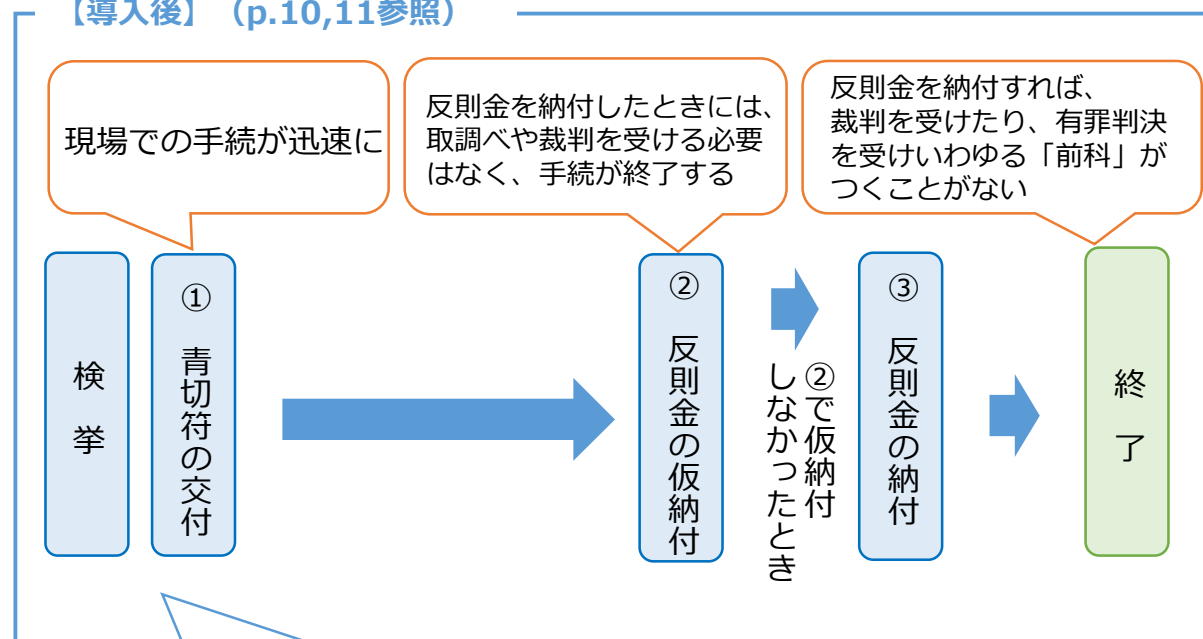 【導入後】（p.10,11参照）
現場での手続が迅速に
反則金を納付したときには、
取調べや裁判を受ける必要
はなく、手続が終了する
反則金を納付すれば、
裁判を受けたり、有罪判決
を受けいわゆる「前科」が
つくことがない
検挙
① 青切符の交付
② 反則金の仮納付
②で仮納付
しなかったとき
③ 反則金の納付
終了